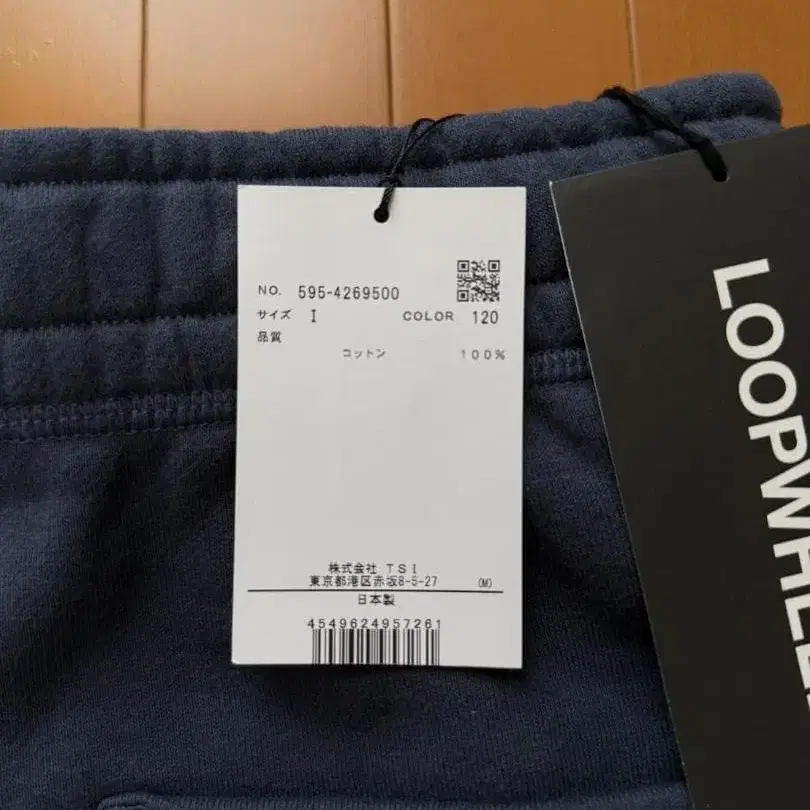 NO. 595-4269500
サイズ I COLOR 120
品質
コットン 100%
株式会社 TSI
東京都港区赤坂8-5-27 (M)
日本製
4549624957261
LOOPWHEE